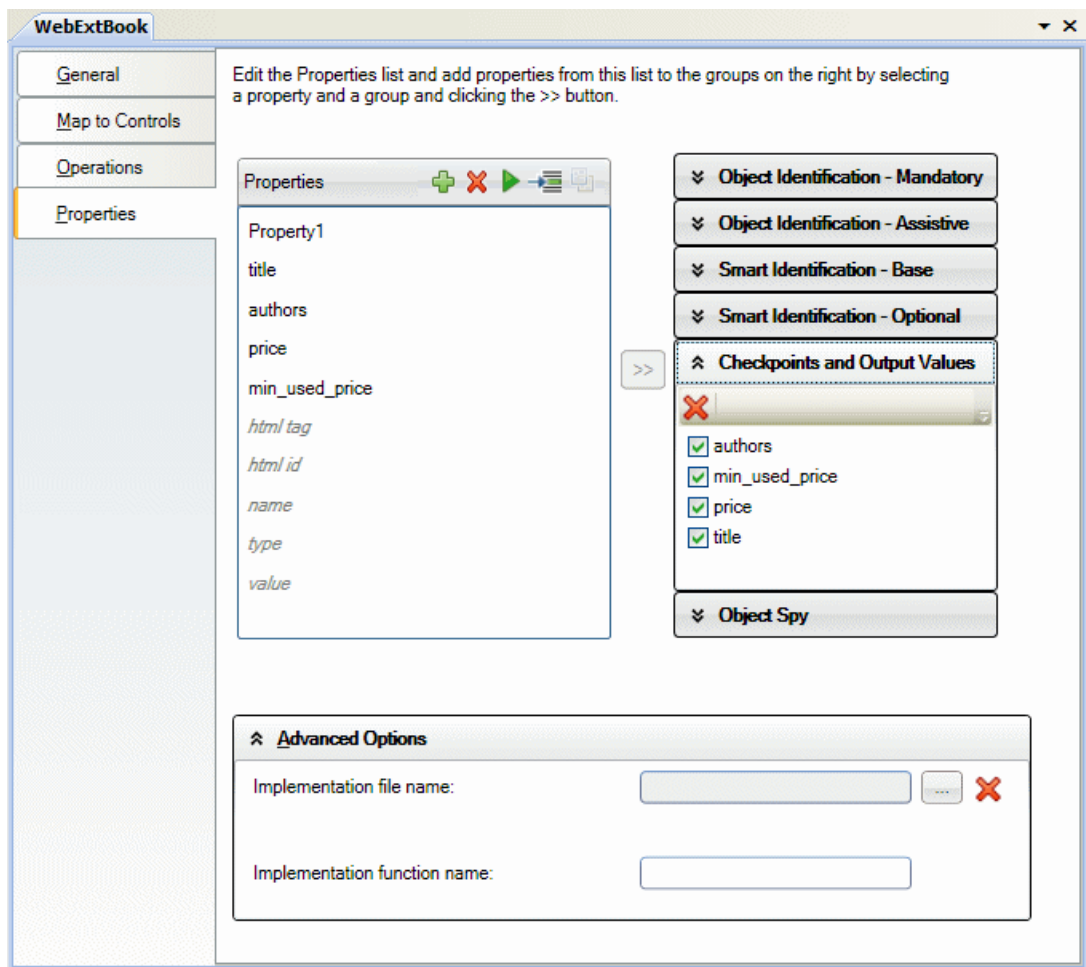 WebExtBook
General
Map to Controls
Operations
Properties
Edit the Properties list and add properties from this list to the groups on the right by selecting
a property and a group and clicking the >> button.
Properties
Property1
title
authors
price
min_used_price
html tag
html id
name
type
value
>>
Object Identification - Mandatory
Object Identification - Assistive
Smart Identification - Base
Smart Identification - Optional
Checkpoints and Output Values
authors
min_used_price
price
title
Object Spy
Advanced Options
Implementation file name:
...
Implementation function name: